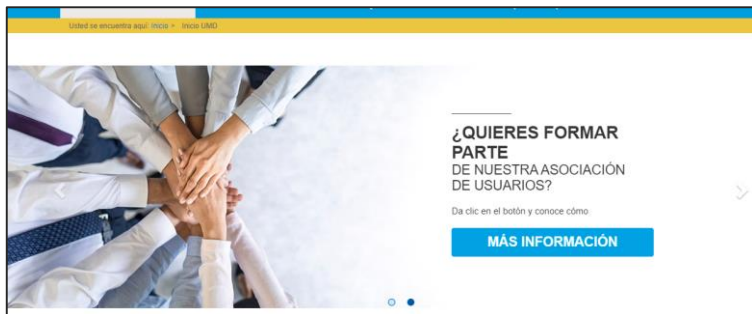 Usted se encuentra aquí: Inicio Inicio UMD
¿QUIERES FORMAR
PARTE
DE NUESTRA ASOCIACIÓN
DE USUARIOS?
Da clic en el botón y conoce cómo
MÁS INFORMACIÓN